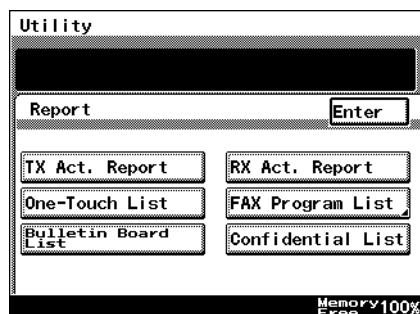 Utility
Report
Enter
TX Act. Report
RX Act. Report
One-Touch List
FAX Program List
Bulletin Board
List
Confidential List
Memory
Free
100%